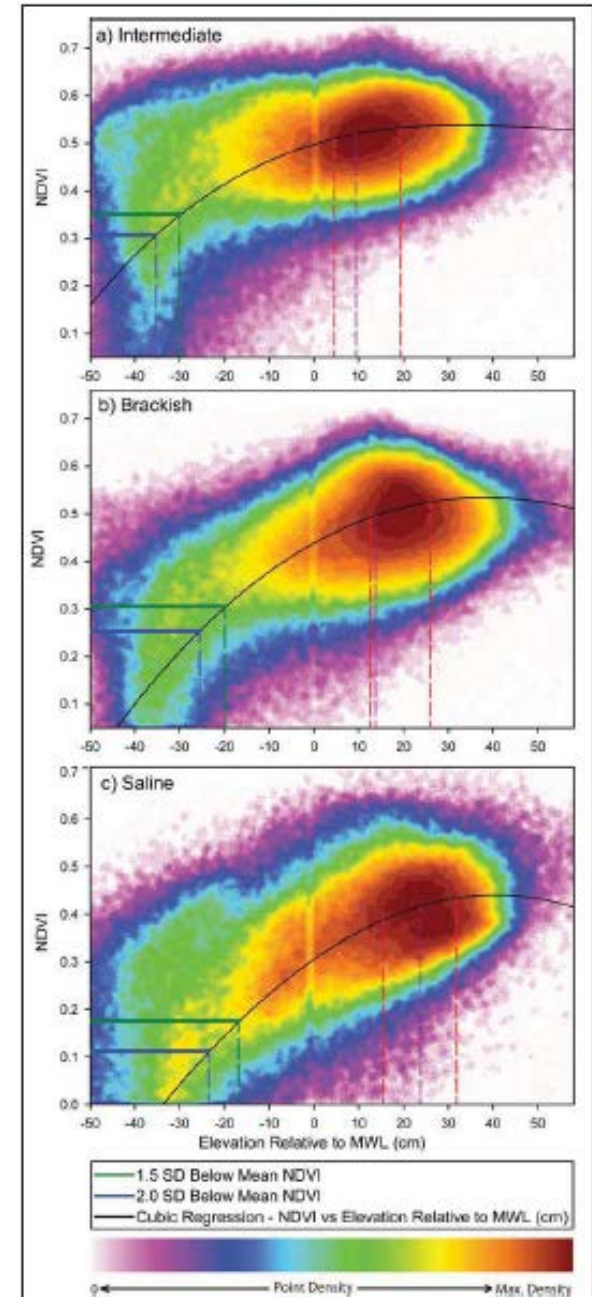 a) Intermediate
NDVI
0.7
0.6
0.5
0.4
0.3
0.2
0.1
-50 -40 -30 -20 -10 0 10 20 30 40 50
b) Brackish
NDVI
0.7
0.6
0.5
0.4
0.3
0.2
0.1
-50 -40 -30 -20 -10 0 10 20 30 40 50
c) Saline
NDVI
0.7
0.6
0.5
0.4
0.3
0.2
0.1
0.0
-50 -40 -30 -20 -10 0 10 20 30 40 50
Elevation Relative to MWL (cm)
1.5 SD Below Mean NDVI
2.0 SD Below Mean NDVI
Cubic Regression - NDVI vs Elevation Relative to MWL (cm)
0 Point Density Max. Density